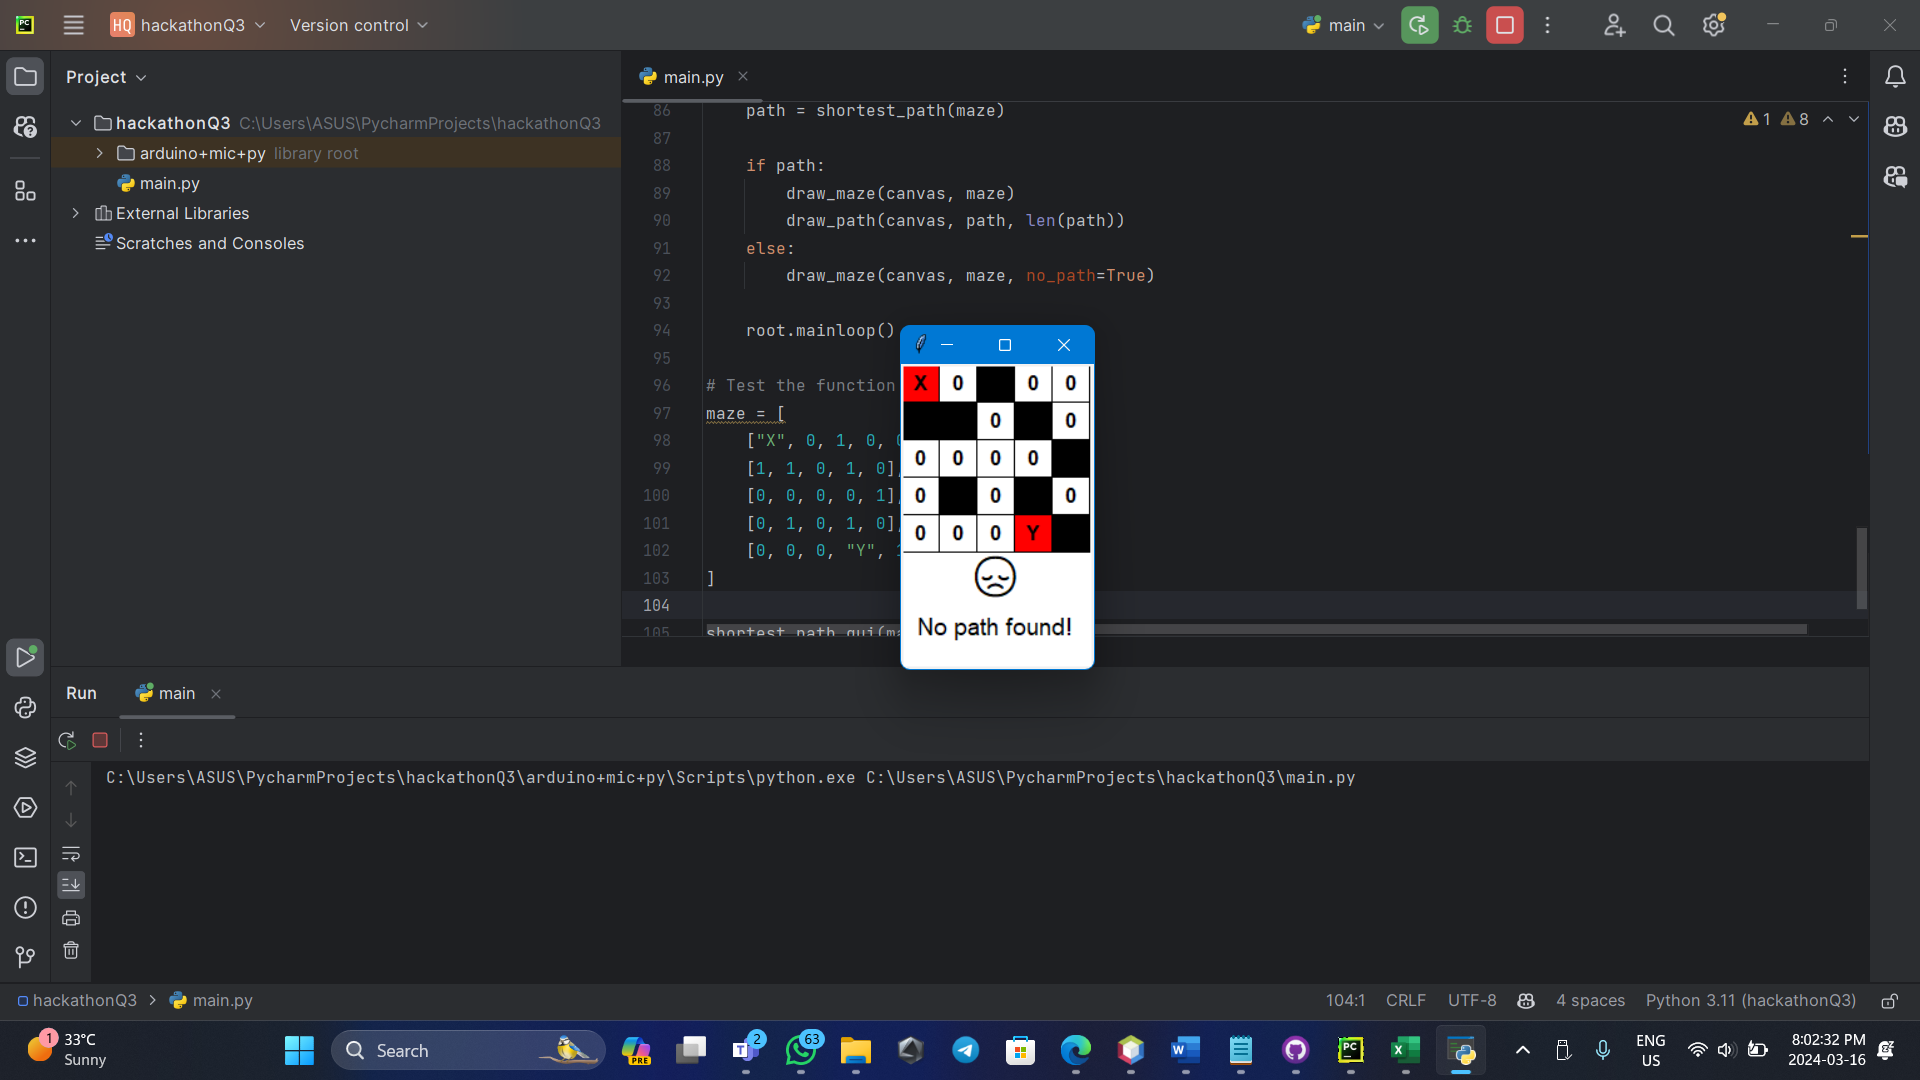 HQ hackathonQ3 Version control main
Project
hackathonQ3 C:\Users\ASUS\PycharmProjects\hackathonQ3
arduino+mic+py library root
main.py
External Libraries
Scratches and Consoles
main.py
1 8
86 path = shortest_path(maze)
87
88 if path:
89 draw_maze(canvas, maze)
90 draw_path(canvas, path, len(path))
91 else:
92 draw_maze(canvas, maze, no_path=True)
93
94 root.mainloop()
95
96 # Test the function
97 maze = [
98 ["X", 0, 1, 0,
99 [1, 1, 0, 1, 0]
100 [0, 0, 0, 0, 1]
101 [0, 1, 0, 1, 0]
102 [0, 0, 0, "Y",
103 ]
104
105 shortest_path_gui(
X 0 0 0
0 0
0 0 0 0
0 0 0
0 0 0 Y
No path found!
Run main
C:\Users\ASUS\PycharmProjects\hackathonQ3\arduino+mic+py\Scripts\python.exe C:\Users\ASUS\PycharmProjects\hackathonQ3\main.py
hackathonQ3 main.py
104:1 CRLF UTF-8 4 spaces Python 3.11 (hackathonQ3)
1
33°C
Sunny
Search
PRE
2
63
ENG
US
8:02:32 PM
2024-03-16